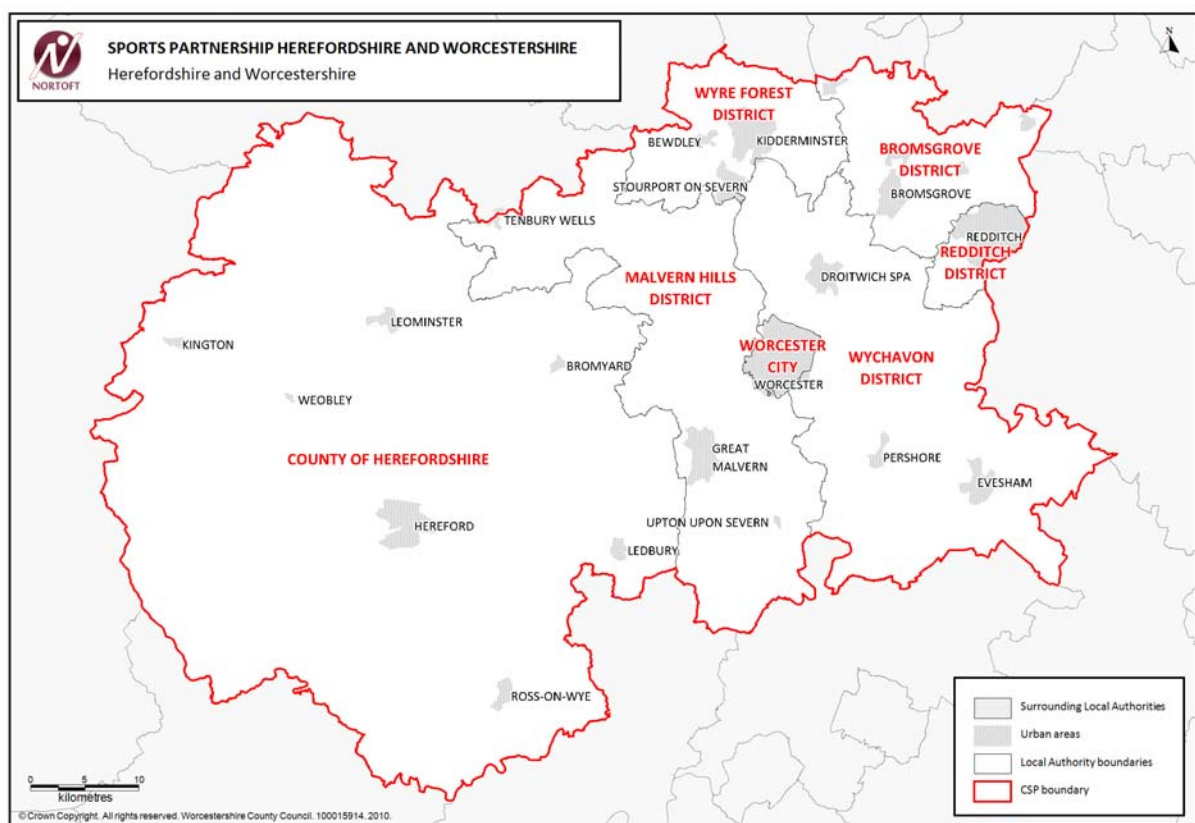 SPORTS PARTNERSHIP HEREFORDSHIRE AND WORCESTERSHIRE
Herefordshire and Worcestershire
NORTOFT
N
WYRE FOREST
DISTRICT
BEWDLEY
KIDDERMINSTER
BROMSGROVE
DISTRICT
STOURPORT ON SEVERN
BROMSGROVE
TENBURY WELLS
REDDITCH
REDDITCH
DISTRICT
MALVERN HILLS
DISTRICT
DROITWICH SPA
LEOMINSTER
KINGTON
WORCESTER
CITY
WORCESTER
WYCHAVON
DISTRICT
BROMYARD
WEOBLEY
COUNTY OF HEREFORDSHIRE
GREAT
MALVERN
PERSHORE
EVESHAM
HEREFORD
UPTON UPON SEVERN
LEDBURY
ROSS-ON-WYE
Surrounding Local Authorities
Urban areas
Local Authority boundaries
CSP boundary
0 5 10
kilometres
© Crown Copyright. All rights reserved. Worcestershire County Council. 100015914. 2010.